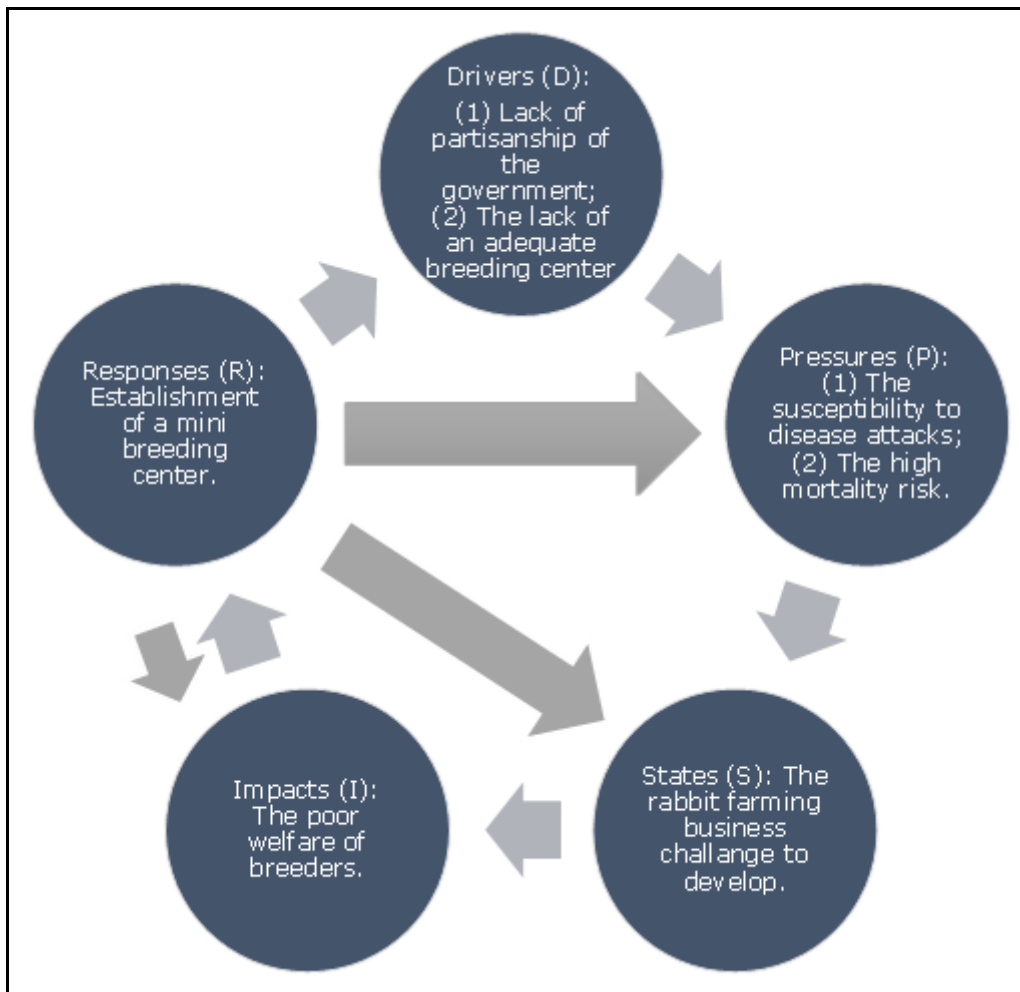 Drivers (D):
(1) Lack of
partisanship of
the
government;
(2) The lack of
an adequate
breeding center
Responses (R):
Establishment
of a mini
breeding
center.
Pressures (P):
(1) The
susceptibility to
disease attacks;
(2) The high
mortality risk.
Impacts (I):
The poor
welfare of
breeders.
States (S): The
rabbit farming
business
challange to
develop.